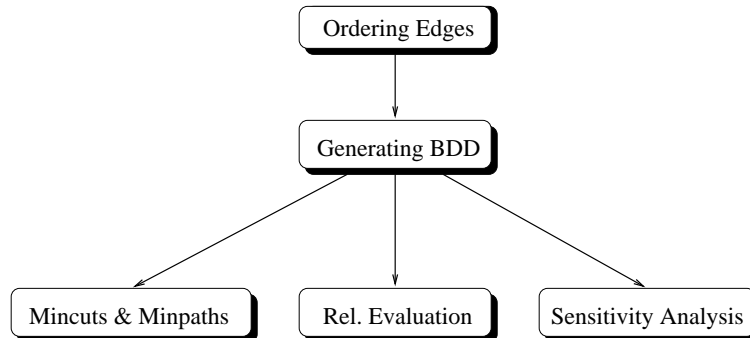 Ordering Edges
Generating BDD
Mincuts & Minpaths
Rel. Evaluation
Sensitivity Analysis